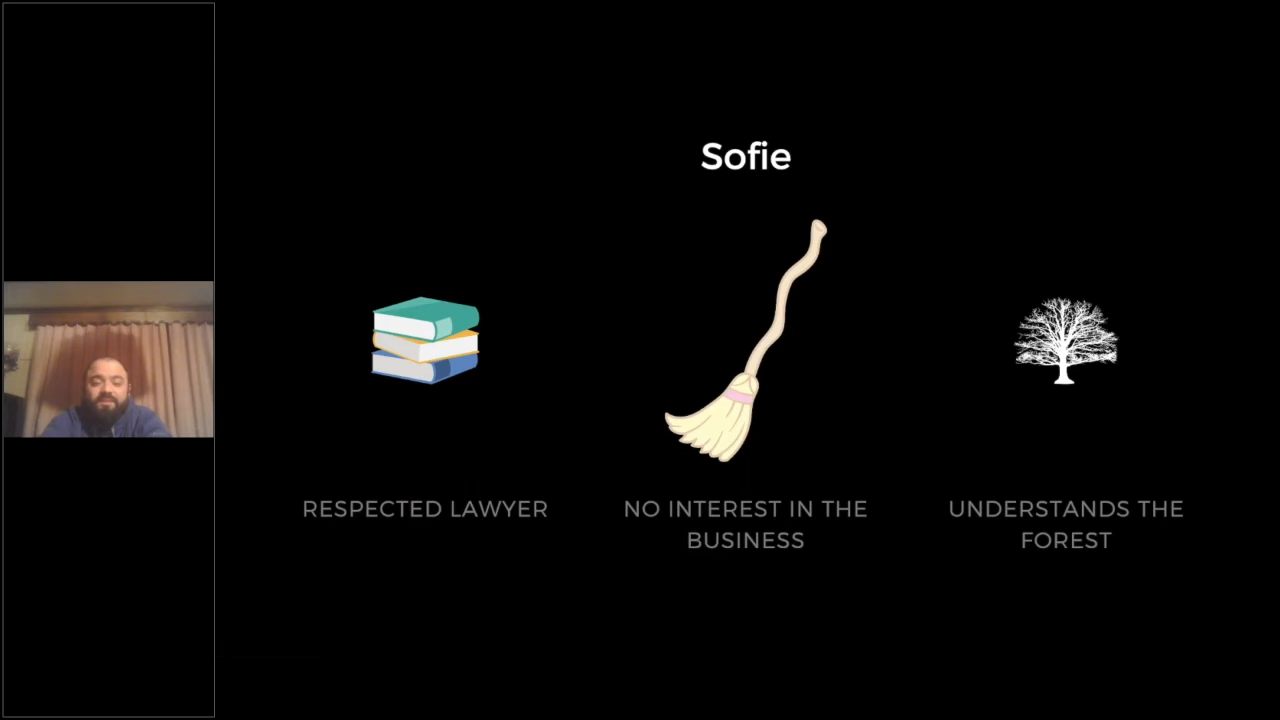 Sofie
RESPECTED LAWYER
NO INTEREST IN THE
BUSINESS
UNDERSTANDS THE
FOREST